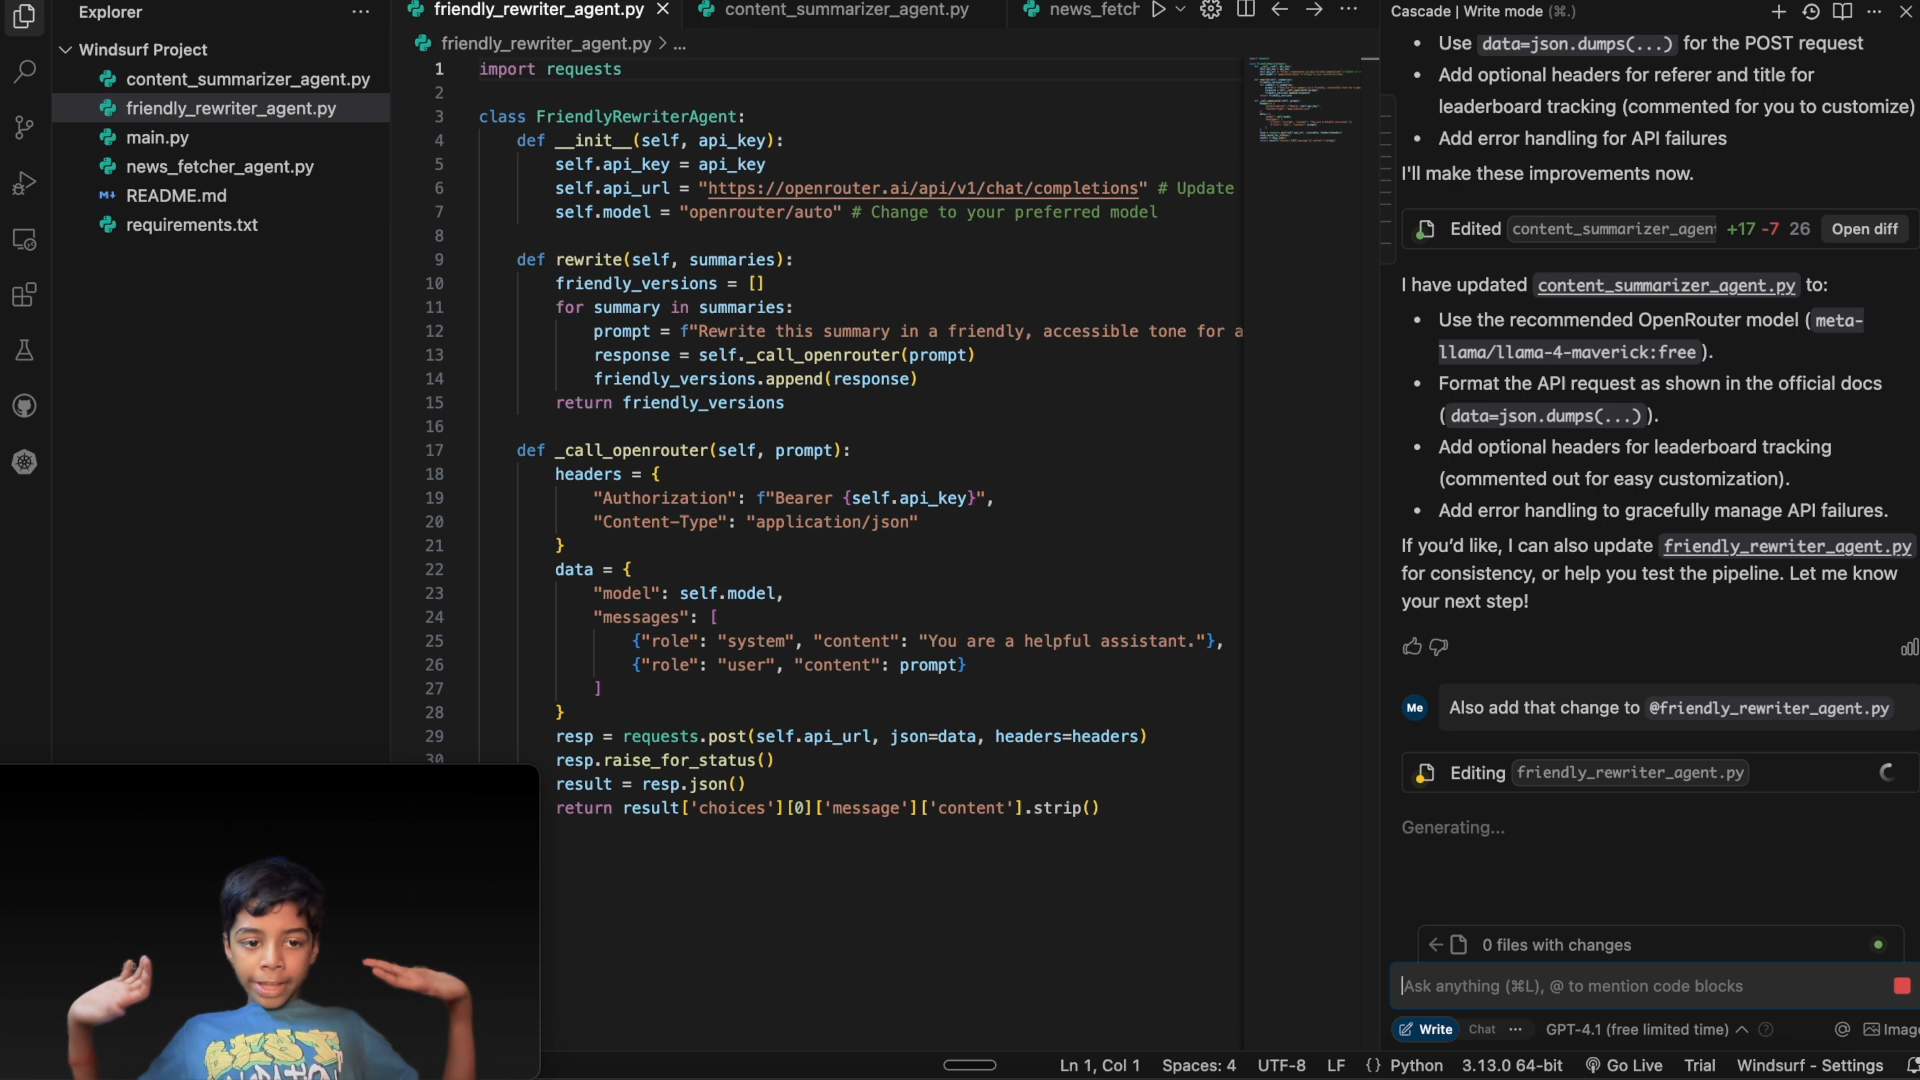 Explorer
Windsurf Project
content_summarizer_agent.py
friendly_rewriter_agent.py
main.py
news_fetcher_agent.py
README.md
requirements.txt
friendly_rewriter_agent.py
content_summarizer_agent.py
news_fetch
friendly_rewriter_agent.py > ...
1 import requests
2
3 class FriendlyRewriterAgent:
4 def __init__(self, api_key):
5 self.api_key = api_key
6 self.api_url = "https://openrouter.ai/api/v1/chat/completions" # Update
7 self.model = "openrouter/auto" # Change to your preferred model
8
9 def rewrite(self, summaries):
10 friendly_versions = []
11 for summary in summaries:
12 prompt = f"Rewrite this summary in a friendly, accessible tone for a
13 response = self._call_openrouter(prompt)
14 friendly_versions.append(response)
15 return friendly_versions
16
17 def _call_openrouter(self, prompt):
18 headers = {
19 "Authorization": f"Bearer {self.api_key}",
20 "Content-Type": "application/json"
21 }
22 data = {
23 "model": self.model,
24 "messages": [
25 {"role": "system", "content": "You are a helpful assistant."},
26 {"role": "user", "content": prompt}
27 ]
28 }
29 resp = requests.post(self.api_url, json=data, headers=headers)
30 resp.raise_for_status()
result = resp.json()
return result['choices'][0]['message']['content'].strip()
Cascade | Write mode (⌘.)
• Use data=json.dumps(...) for the POST request
• Add optional headers for referer and title for
leaderboard tracking (commented for you to customize)
• Add error handling for API failures
I'll make these improvements now.
Edited content_summarizer_agen +17 -7 26 Open diff
I have updated content_summarizer_agent.py to:
• Use the recommended OpenRouter model (meta-
llama/llama-4-maverick:free).
• Format the API request as shown in the official docs
(data=json.dumps(...)).
• Add optional headers for leaderboard tracking
(commented out for easy customization).
• Add error handling to gracefully manage API failures.
If you’d like, I can also update friendly_rewriter_agent.py
for consistency, or help you test the pipeline. Let me know
your next step!
Me Also add that change to @friendly_rewriter_agent.py
Editing friendly_rewriter_agent.py
Generating...
0 files with changes
Ask anything (⌘L), @ to mention code blocks
Write Chat ... GPT-4.1 (free limited time) Imag
Ln 1, Col 1 Spaces: 4 UTF-8 LF {} Python 3.13.0 64-bit Go Live Trial Windsurf - Settings